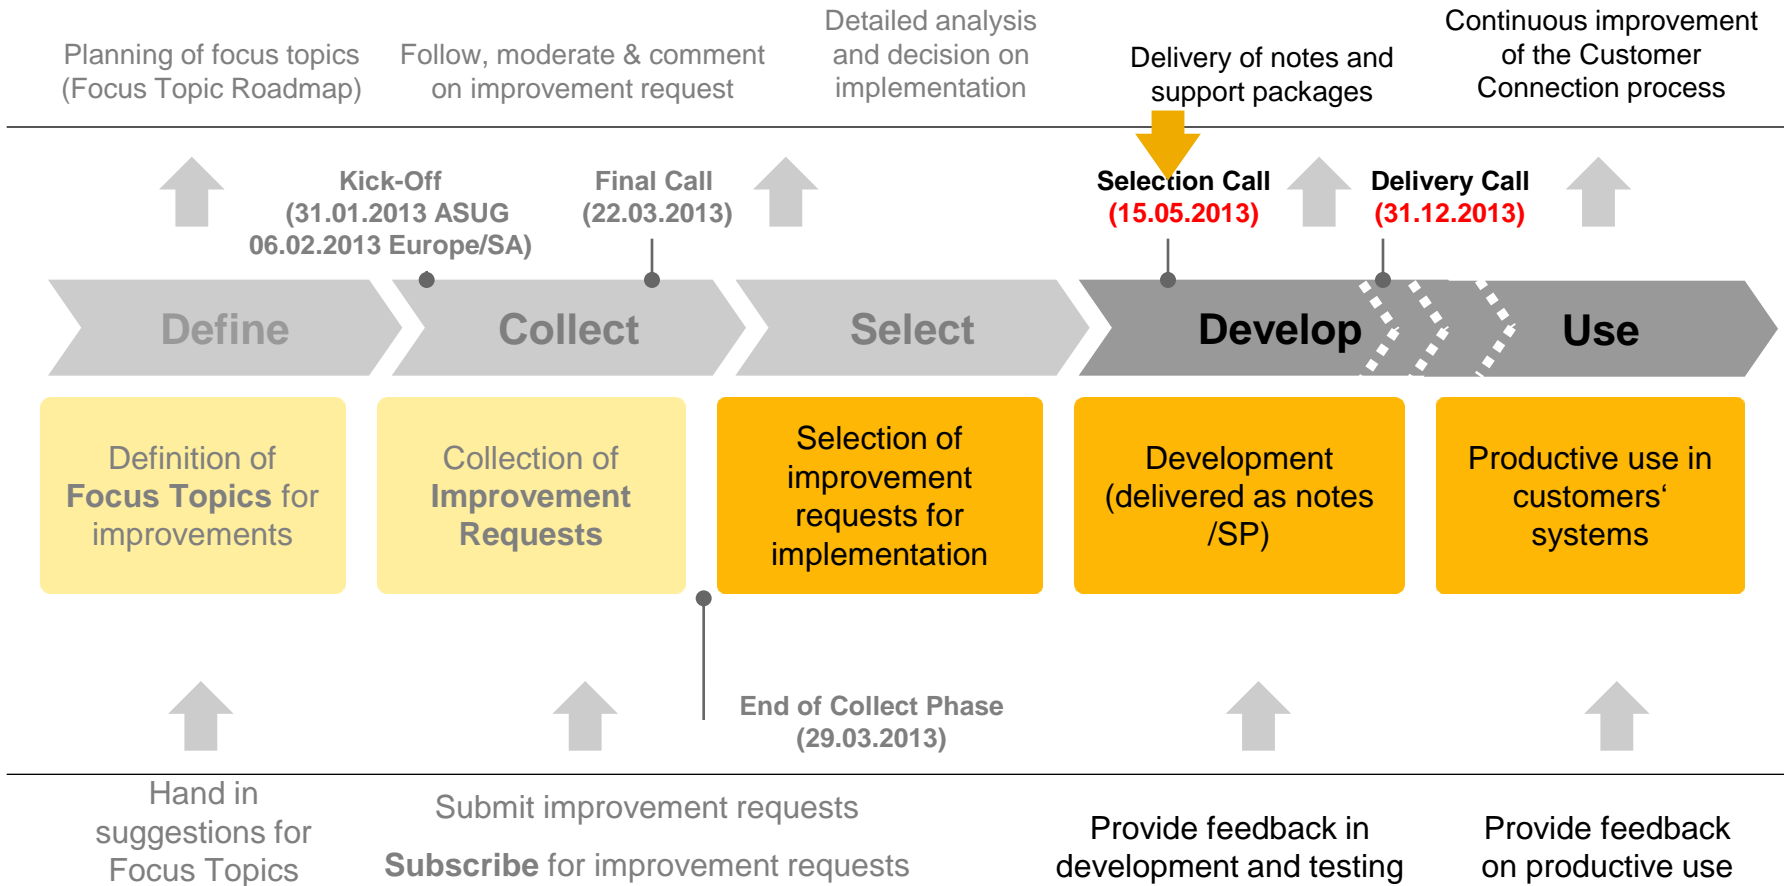 Planning of focus topics
(Focus Topic Roadmap)
Follow, moderate & comment
on improvement request
Detailed analysis
and decision on
implementation
Delivery of notes and
support packages
Continuous improvement
of the Customer
Connection process
Kick-Off
(31.01.2013 ASUG
06.02.2013 Europe/SA)
Final Call
(22.03.2013)
Selection Call
(15.05.2013)
Delivery Call
(31.12.2013)
Define
Collect
Select
Develop
Use
Definition of
Focus Topics for
improvements
Collection of
Improvement
Requests
Selection of
improvement
requests for
implementation
Development
(delivered as notes
/SP)
Productive use in
customers‘
systems
End of Collect Phase
(29.03.2013)
Hand in
suggestions for
Focus Topics
Submit improvement requests
Subscribe for improvement requests
Provide feedback in
development and testing
Provide feedback
on productive use